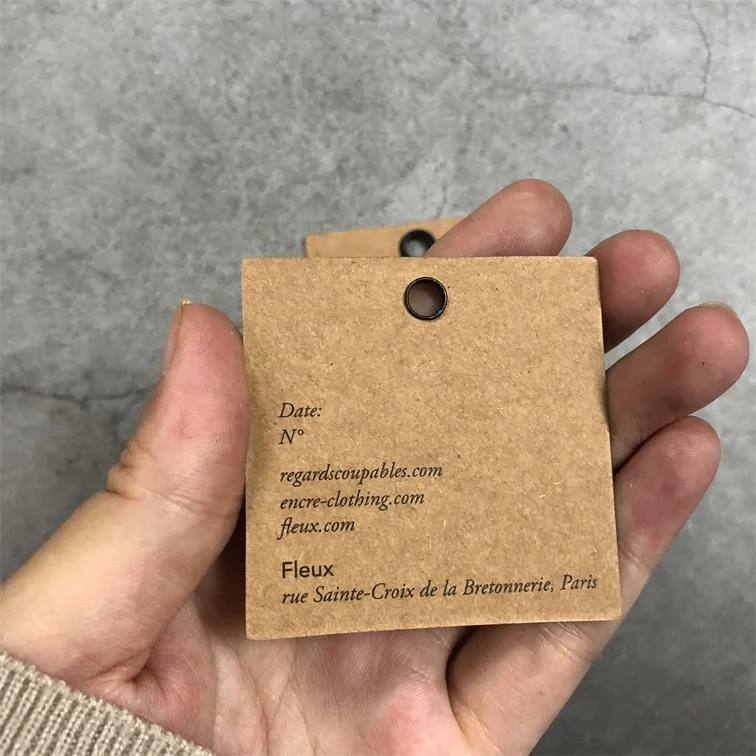 Date:
N°
regardscoupables.com
encre-clothing.com
fleux.com
Fleux
rue Sainte-Croix de la Bretonnerie, Paris